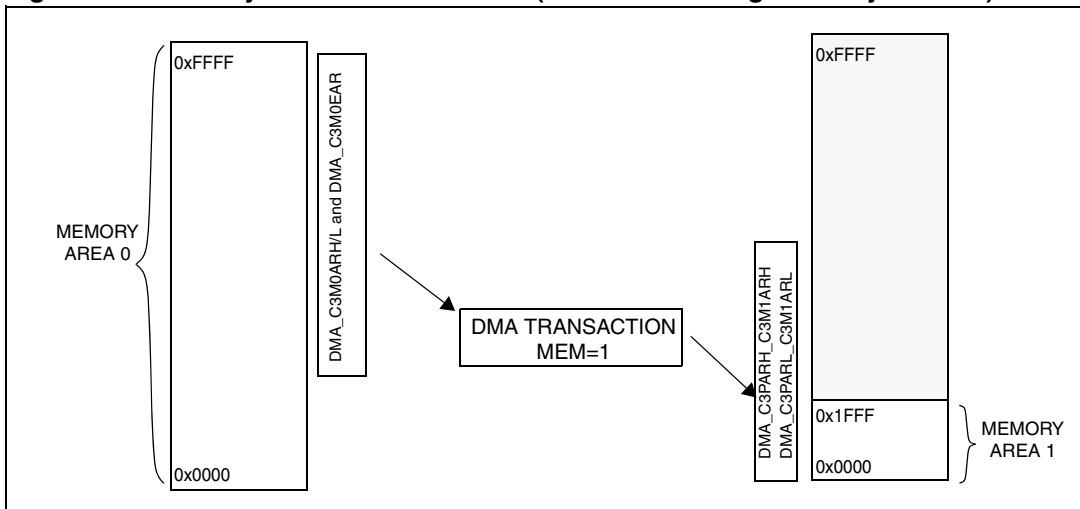 0xFFFF
MEMORY
AREA 0
0x0000
DMA_C3M0ARH/L and DMA_C3M0EAR
DMA TRANSACTION
MEM=1
DMA_C3PARH_C3M1ARH
DMA_C3PARL_C3M1ARL
0xFFFF
0x1FFF
0x0000
MEMORY
AREA 1